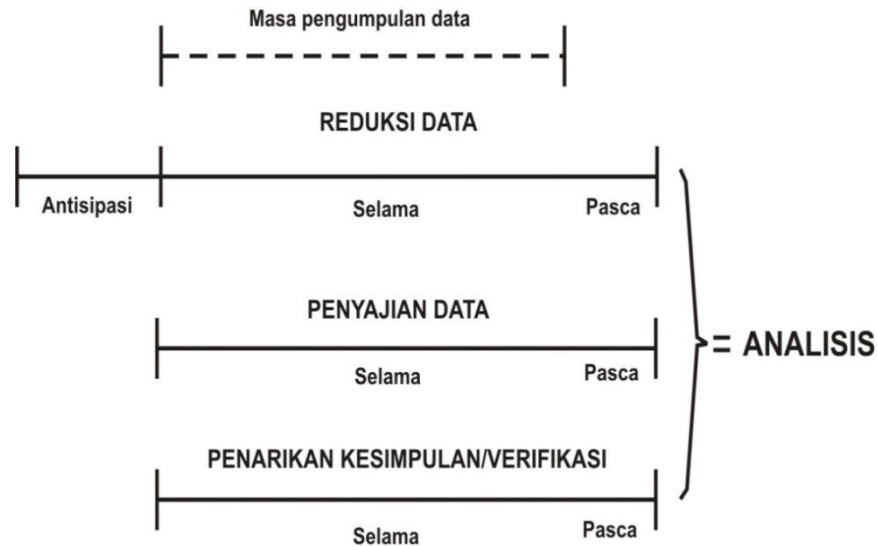 Masa pengumpulan data
REDUKSI DATA
Antisipasi Selama Pasca
PENYAJIAN DATA
Selama Pasca
= ANALISIS
PENARIKAN KESIMPULAN/VERIFIKASI
Selama Pasca